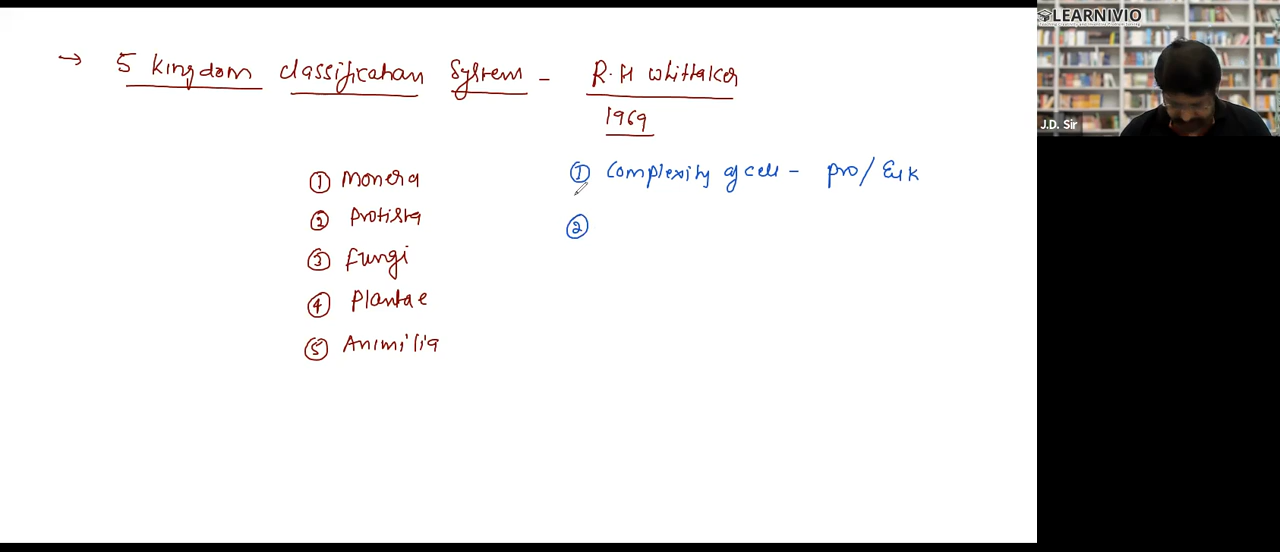 → 5 Kingdom classification System - R.H Whittaker
1969
① Monera
② Protista
③ Fungi
④ Plantae
⑤ Animilia
① Complexity of cell - pro/Euk
②
LEARNIVIO
J.D. Sir